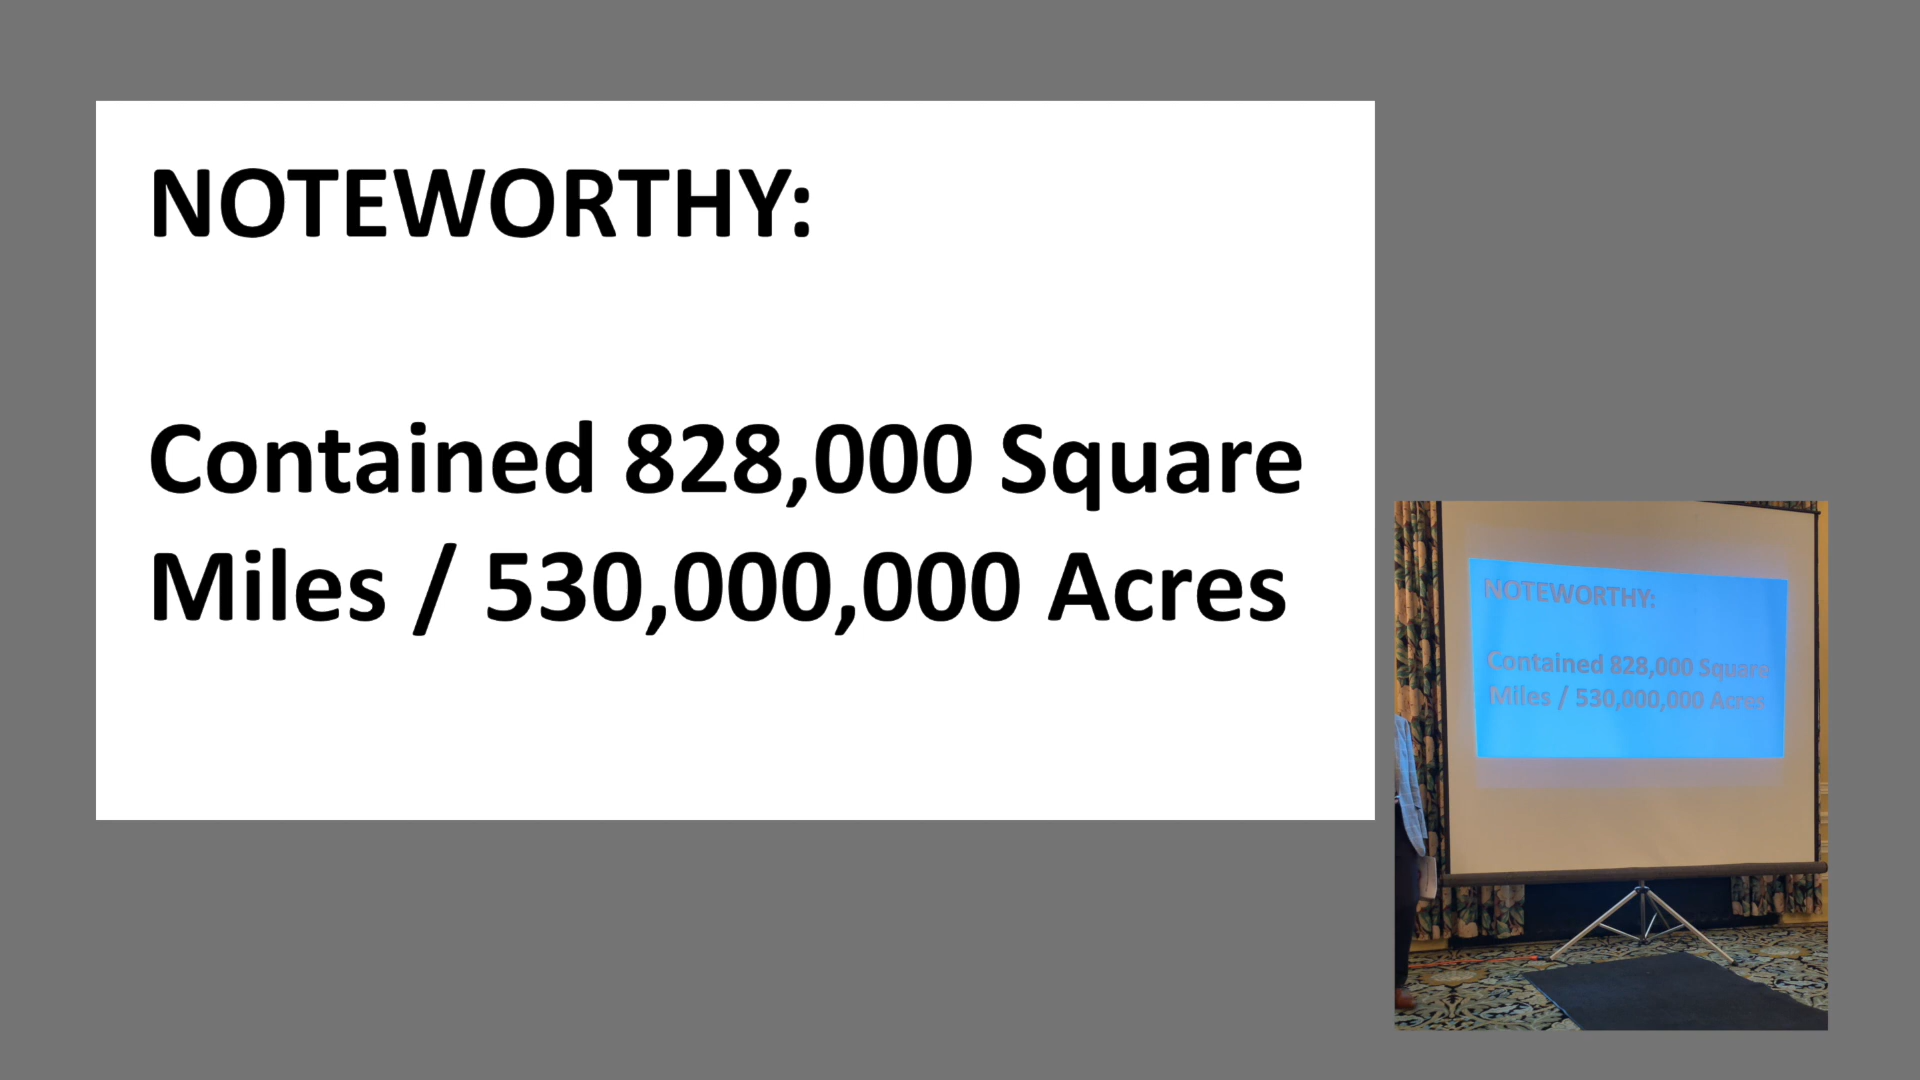 NOTEWORTHY:
Contained 828,000 Square
Miles / 530,000,000 Acres
NOTEWORTHY:
Contained 828,000 Square
Miles / 530,000,000 Acres